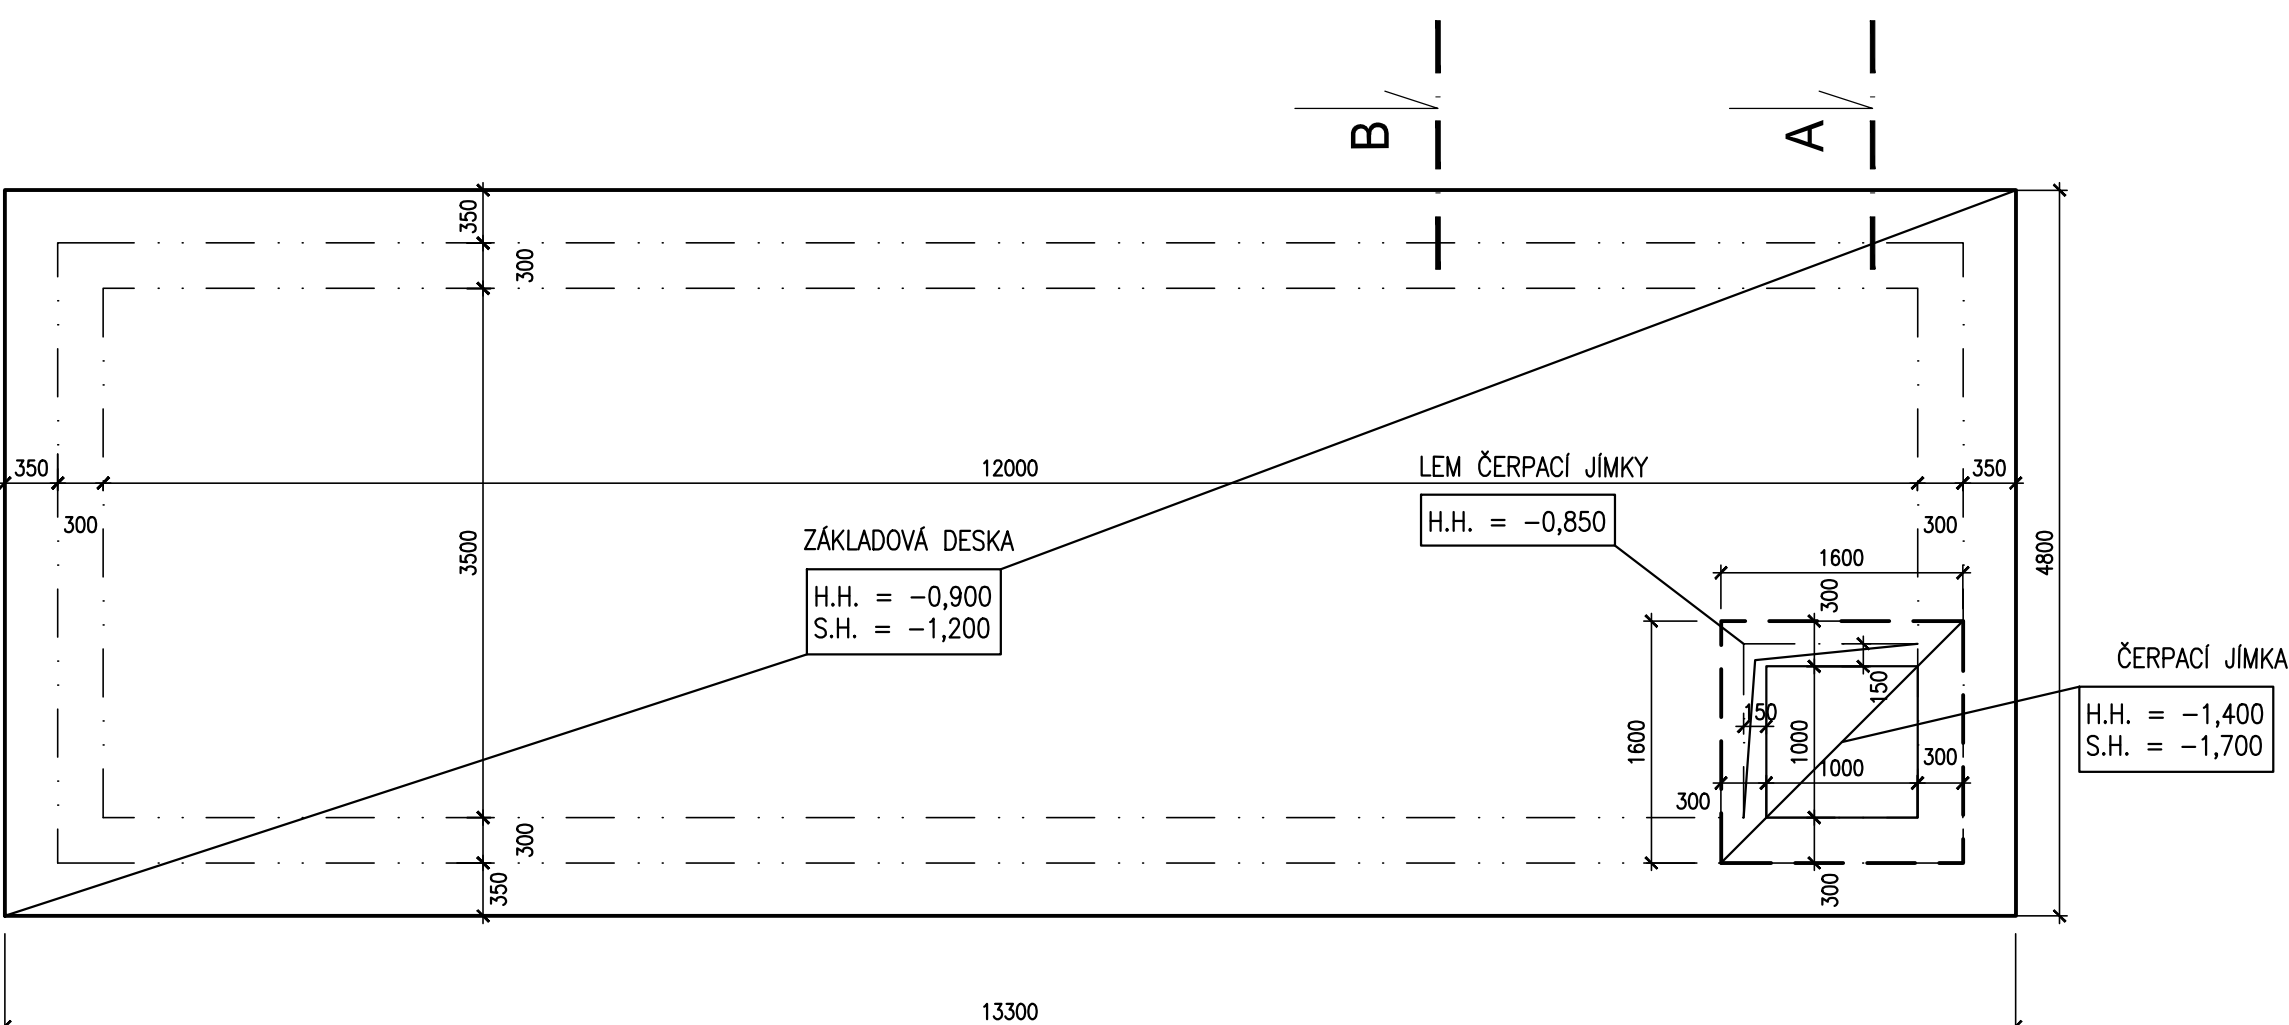 B
A
350
300
350
12000
350
300
300
3500
LEM ČERPACÍ JÍMKY
H.H. = -0,850
ZÁKLADOVÁ DESKA
H.H. = -0,900
S.H. = -1,200
4800
1600
300
150
150
1600
1000
1000
300
300
300
ČERPACÍ JÍMKA
H.H. = -1,400
S.H. = -1,700
300
350
13300